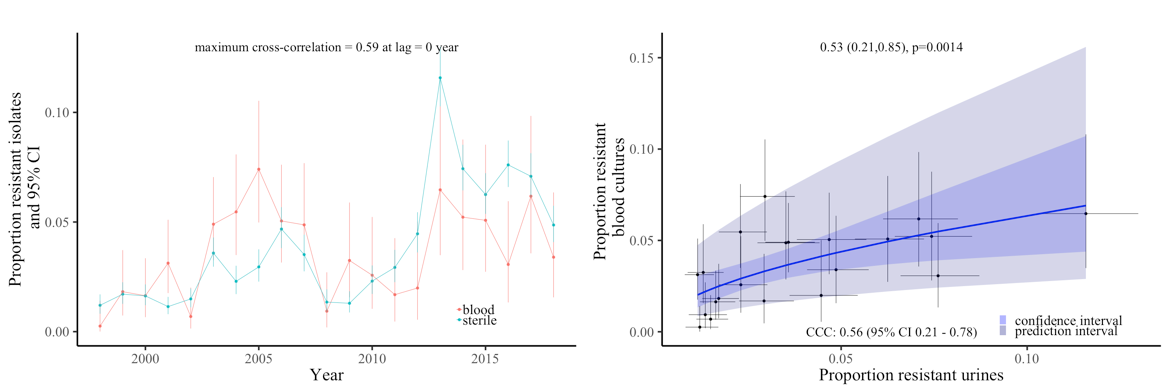 maximum cross-correlation = 0.59 at lag = 0 year
Proportion resistant isolates
and 95% CI
0.10
0.05
0.00
blood
sterile
2000
2005
2010
2015
Year
0.53 (0.21,0.85), p=0.0014
Proportion resistant
blood cultures
0.15
0.10
0.05
0.00
CCC: 0.56 (95% CI 0.21 - 0.78)
confidence interval
prediction interval
0.05
0.10
Proportion resistant urines